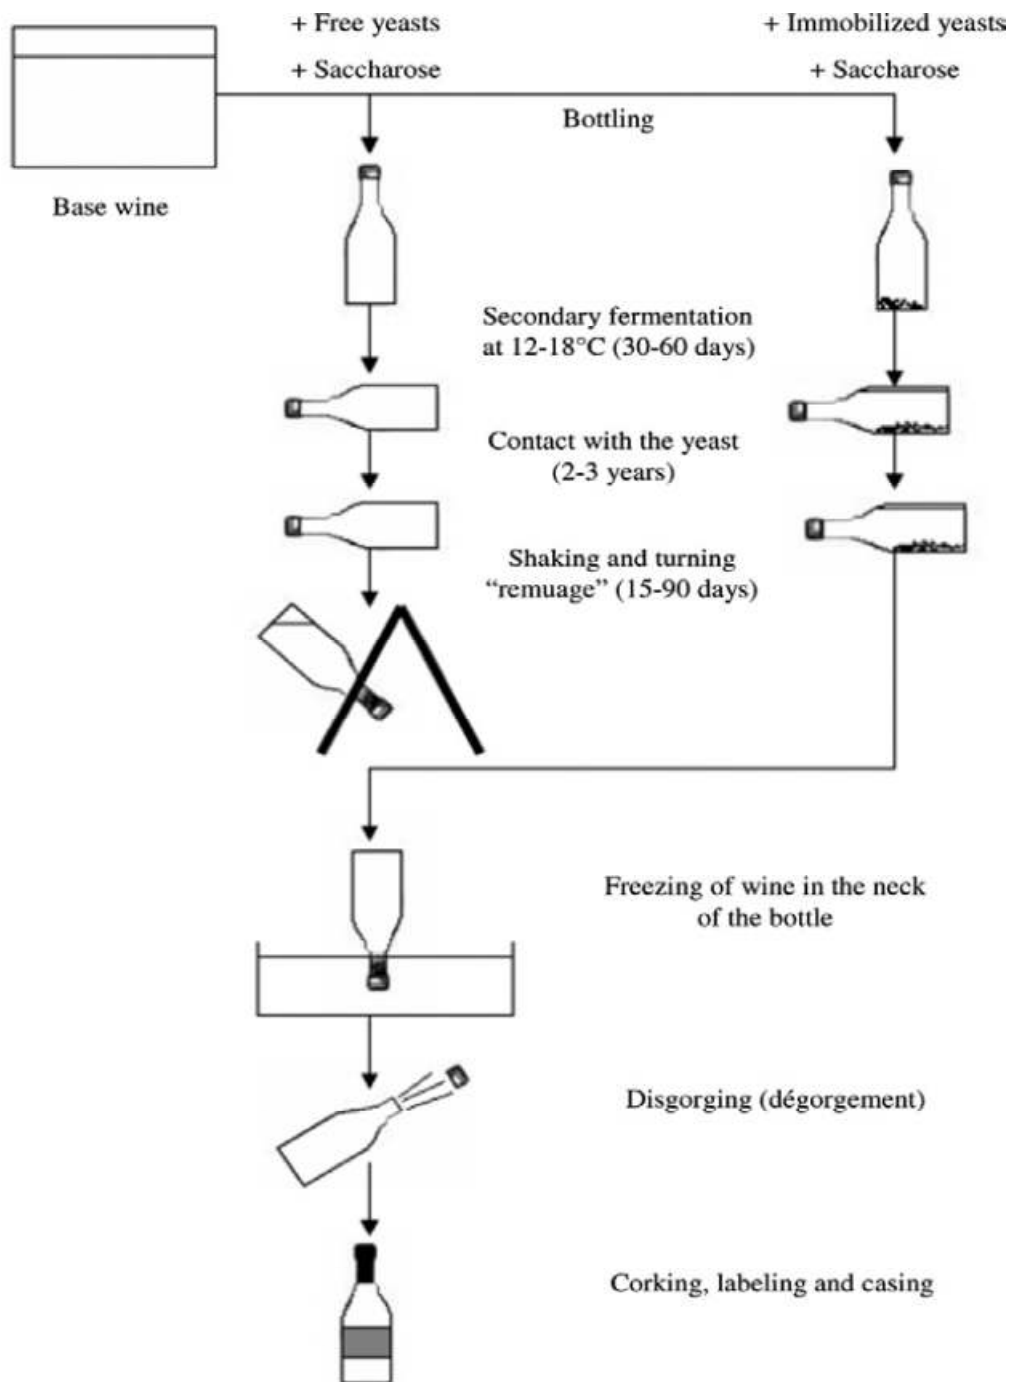 + Free yeasts
+ Immobilized yeasts
+ Saccharose
+ Saccharose
Bottling
Base wine
Secondary fermentation
at 12-18°C (30-60 days)
Contact with the yeast
(2-3 years)
Shaking and turning
“remuage” (15-90 days)
Freezing of wine in the neck
of the bottle
Disgorging (dégorgement)
Corking, labeling and casing